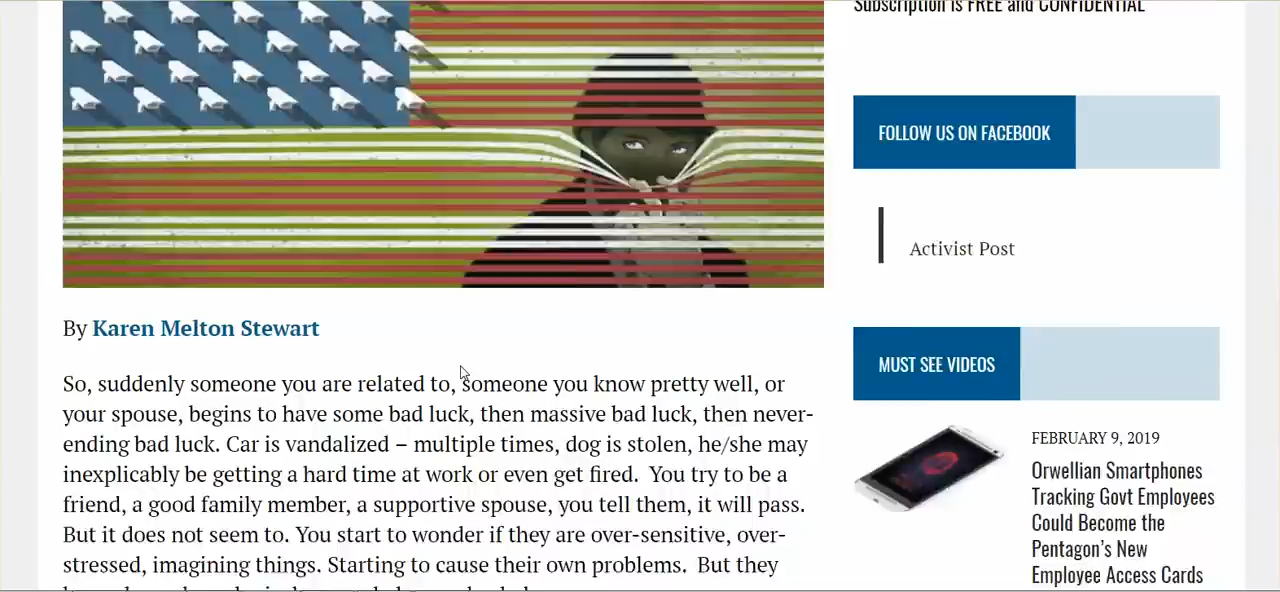 Subscription is FREE and CONFIDENTIAL
FOLLOW US ON FACEBOOK
Activist Post
By Karen Melton Stewart
So, suddenly someone you are related to, someone you know pretty well, or
your spouse, begins to have some bad luck, then massive bad luck, then never-
ending bad luck. Car is vandalized – multiple times, dog is stolen, he/she may
inexplicably be getting a hard time at work or even get fired. You try to be a
friend, a good family member, a supportive spouse, you tell them, it will pass.
But it does not seem to. You start to wonder if they are over-sensitive, over-
stressed, imagining things. Starting to cause their own problems. But they
MUST SEE VIDEOS
FEBRUARY 9, 2019
Orwellian Smartphones
Tracking Govt Employees
Could Become the
Pentagon's New
Employee Access Cards